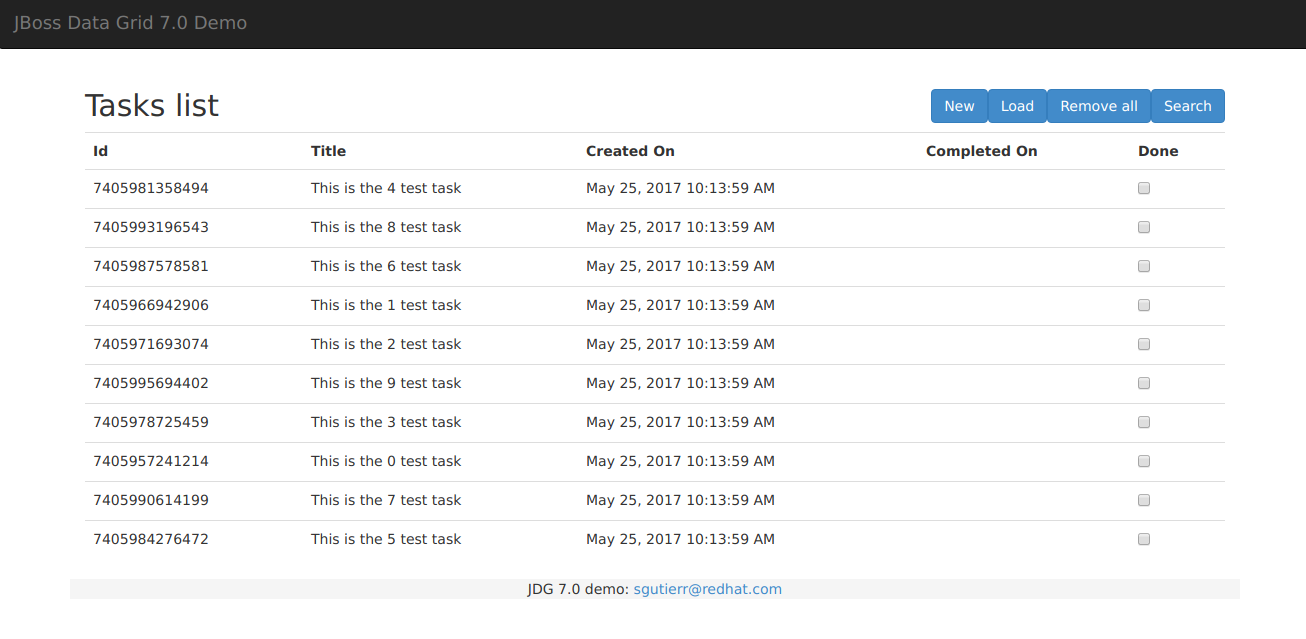 JBoss Data Grid 7.0 Demo
Tasks list New Load Remove all Search
Id Title Created On Completed On Done
7405981358494 This is the 4 test task May 25, 2017 10:13:59 AM
7405993196543 This is the 8 test task May 25, 2017 10:13:59 AM
7405987578581 This is the 6 test task May 25, 2017 10:13:59 AM
7405966942906 This is the 1 test task May 25, 2017 10:13:59 AM
7405971693074 This is the 2 test task May 25, 2017 10:13:59 AM
7405995694402 This is the 9 test task May 25, 2017 10:13:59 AM
7405978725459 This is the 3 test task May 25, 2017 10:13:59 AM
7405957241214 This is the 0 test task May 25, 2017 10:13:59 AM
7405990614199 This is the 7 test task May 25, 2017 10:13:59 AM
7405984276472 This is the 5 test task May 25, 2017 10:13:59 AM
JDG 7.0 demo: sgutierr@redhat.com